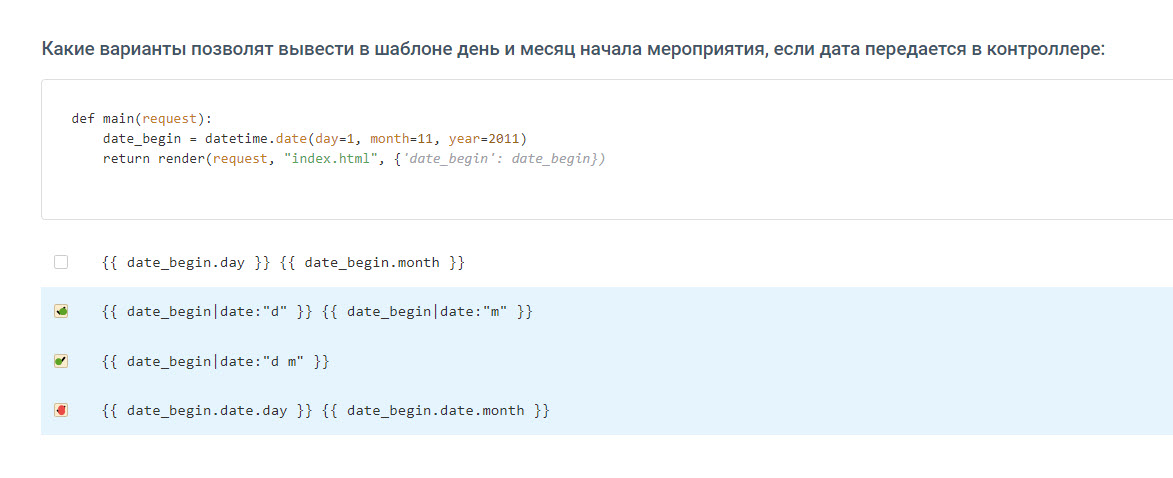 Какие варианты позволят вывести в шаблоне день и месяц начала мероприятия, если дата передается в контроллере:
def main(request):
    date_begin = datetime.date(day=1, month=11, year=2011)
    return render(request, "index.html", {'date_begin': date_begin})
{{ date_begin.day }} {{ date_begin.month }}
{{ date_begin|date:"d" }} {{ date_begin|date:"m" }}
{{ date_begin|date:"d m" }}
{{ date_begin.date.day }} {{ date_begin.date.month }}